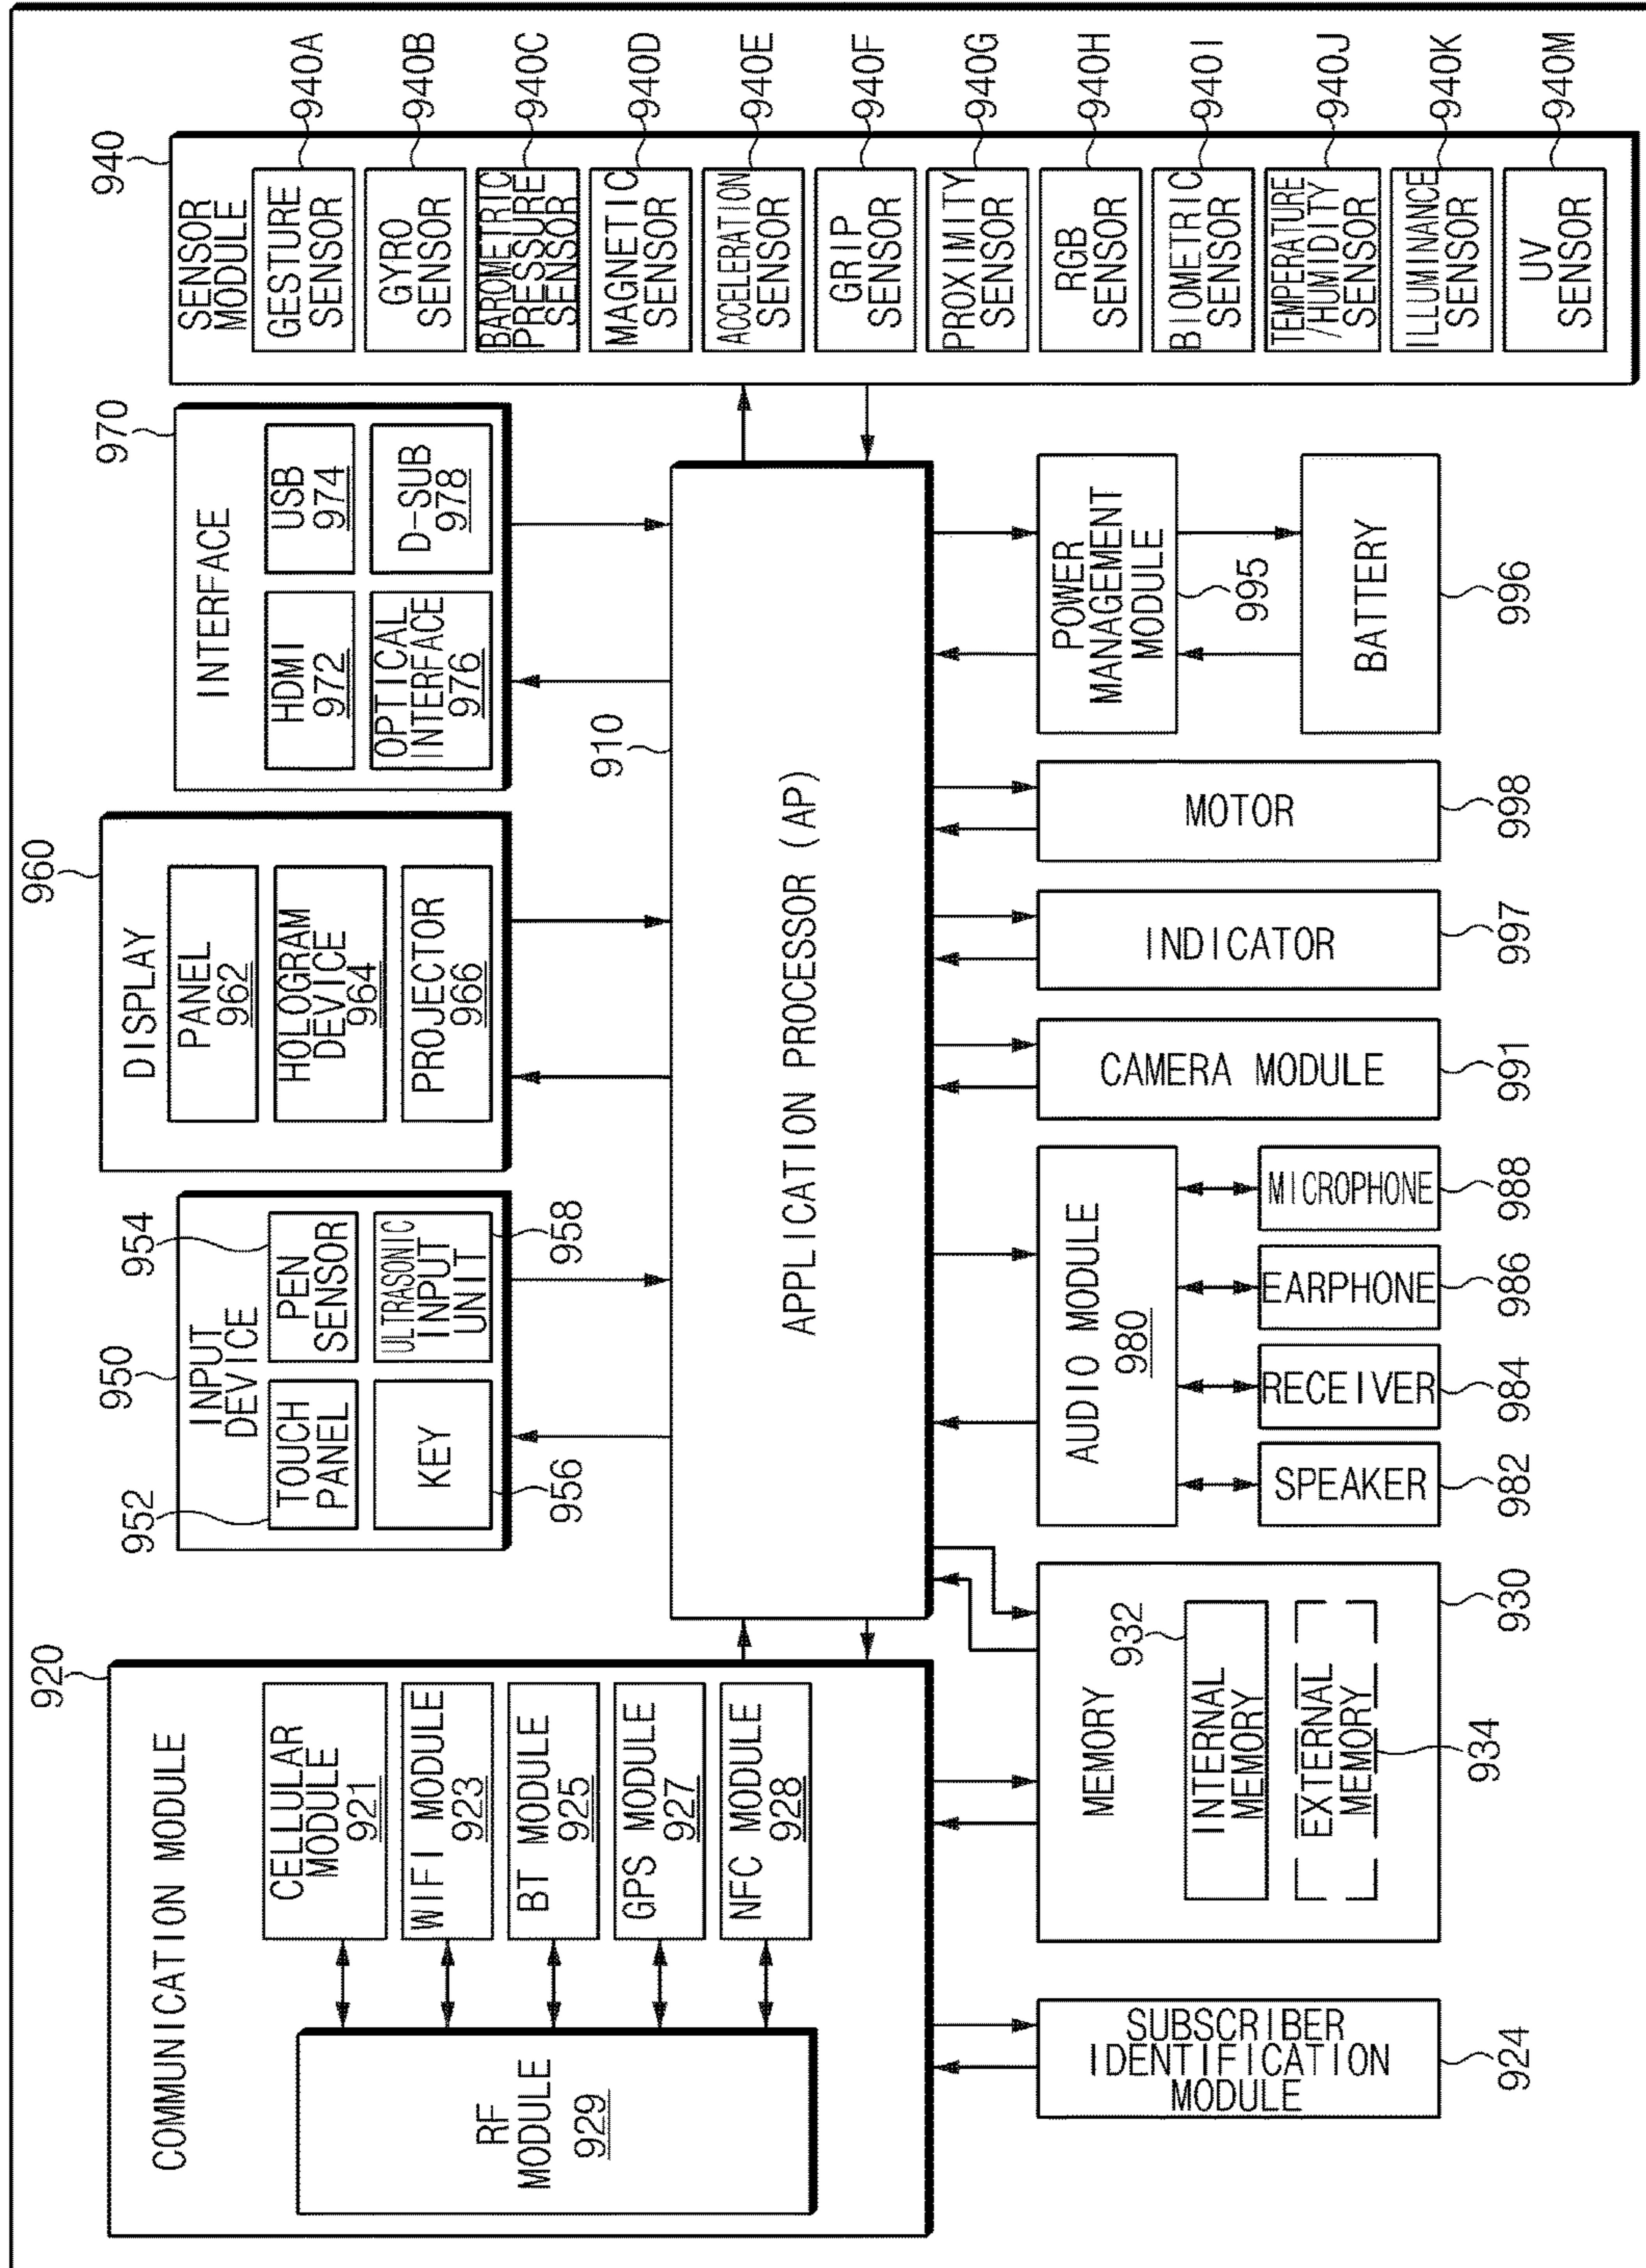 920
COMMUNICATION MODULE
RF
MODULE
929
CELLULAR
MODULE
921
WIFI MODULE
923
BT MODULE
925
GPS MODULE
927
NFC MODULE
928
950
INPUT
DEVICE
952
TOUCH
PANEL
954
PEN
SENSOR
KEY
956
ULTRASONIC
INPUT
UNIT
958
960
DISPLAY
PANEL
962
HOLOGRAM
DEVICE
964
PROJECTOR
966
970
INTERFACE
HDMI
972
USB
974
OPTICAL
INTERFACE
976
D-SUB
978
940
SENSOR
MODULE
GESTURE
SENSOR
940A
GYRO
SENSOR
940B
BAROMETRIC
PRESSURE
SENSOR
940C
MAGNETIC
SENSOR
940D
ACCELERATION
SENSOR
940E
GRIP
SENSOR
940F
PROXIMITY
SENSOR
940G
RGB
SENSOR
940H
BIOMETRIC
SENSOR
940I
TEMPERATURE
/HUMIDITY
SENSOR
940J
ILLUMINANCE
SENSOR
940K
UV
SENSOR
940M
910
APPLICATION PROCESSOR (AP)
SUBSCRIBER
IDENTIFICATION
MODULE
924
MEMORY
930
932
INTERNAL
MEMORY
EXTERNAL
MEMORY
934
AUDIO MODULE
980
SPEAKER
982
RECEIVER
984
EARPHONE
986
MICROPHONE
988
CAMERA MODULE
991
INDICATOR
997
MOTOR
998
POWER
MANAGEMENT
MODULE
995
BATTERY
996